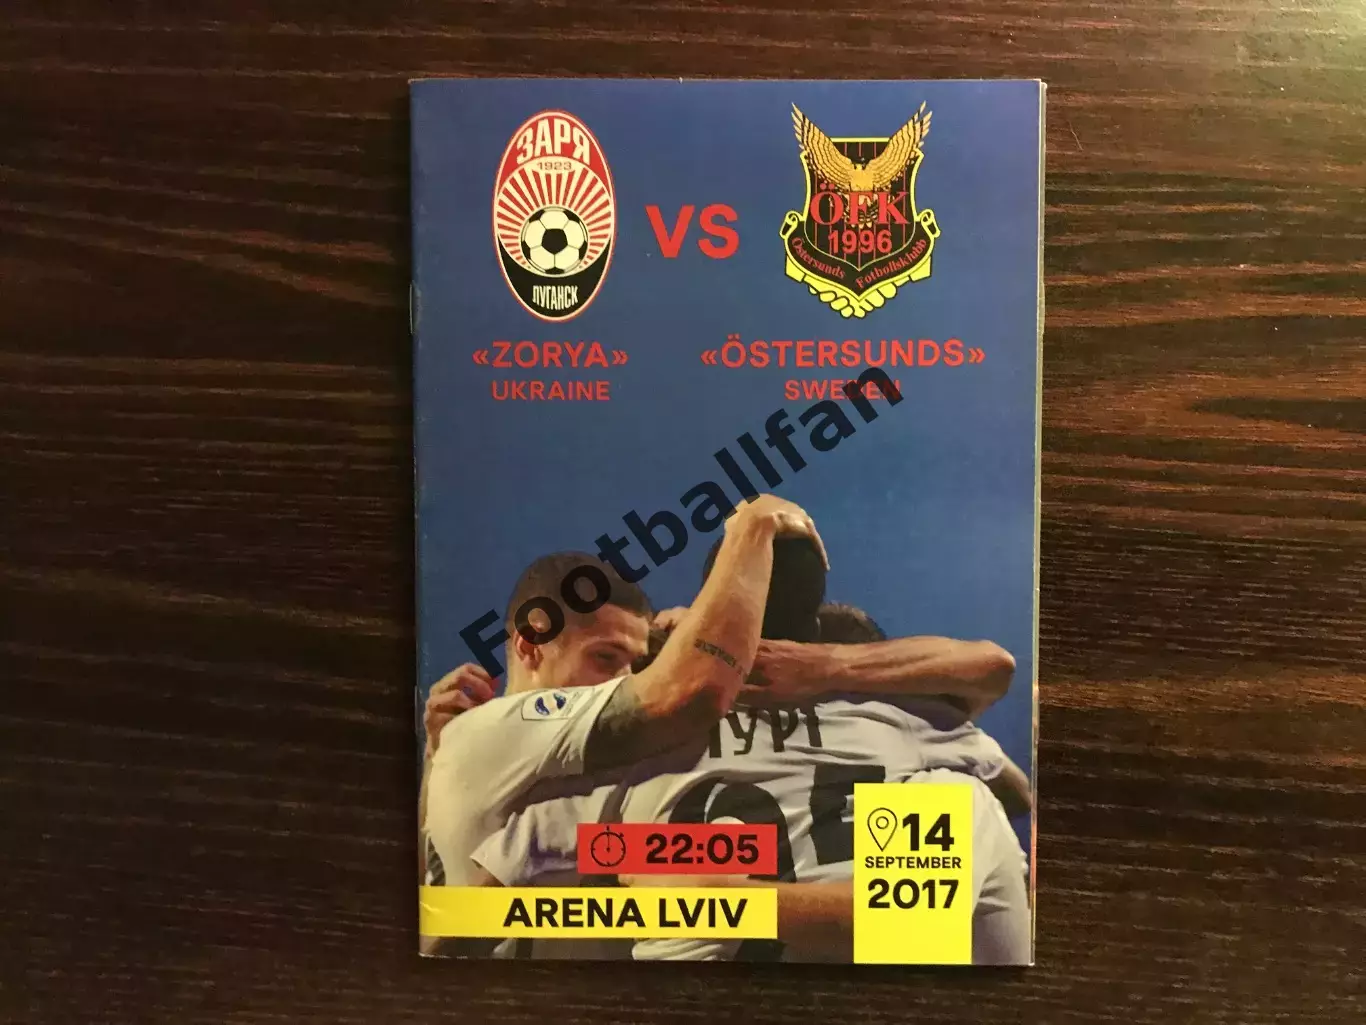 ЗАРЯ
1923
ЛУГАНСК
VS
ÖFK
1996
Östersunds Fotbollsklubb
«ZORYA»
UKRAINE
«ÖSTERSUNDS»
SWEDEN
Footballfan
22:05
14
SEPTEMBER
2017
ARENA LVIV